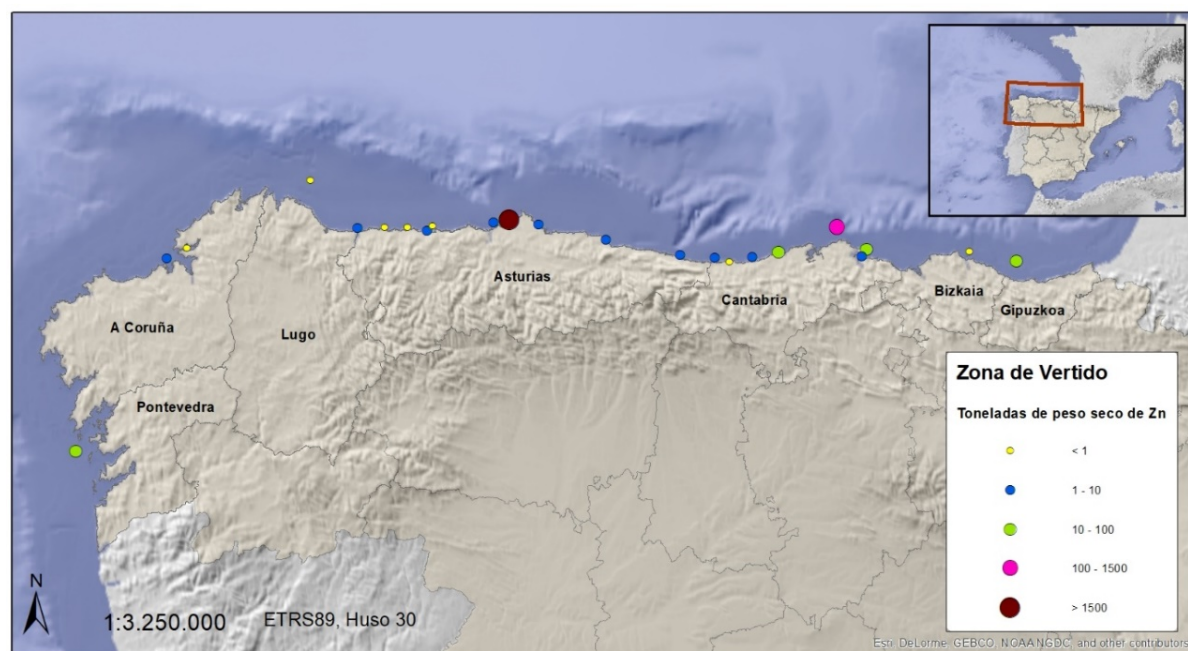 A Coruña
Lugo
Pontevedra
Asturias
Cantabria
Bizkaia
Gipuzkoa
Zona de Vertido
Toneladas de peso seco de Zn
< 1
1 - 10
10 - 100
100 - 1500
> 1500
N
1:3.250.000
ETRS89, Huso 30
Esri, DeLorme, GEBCO, NOAA NGDC, and other contributors